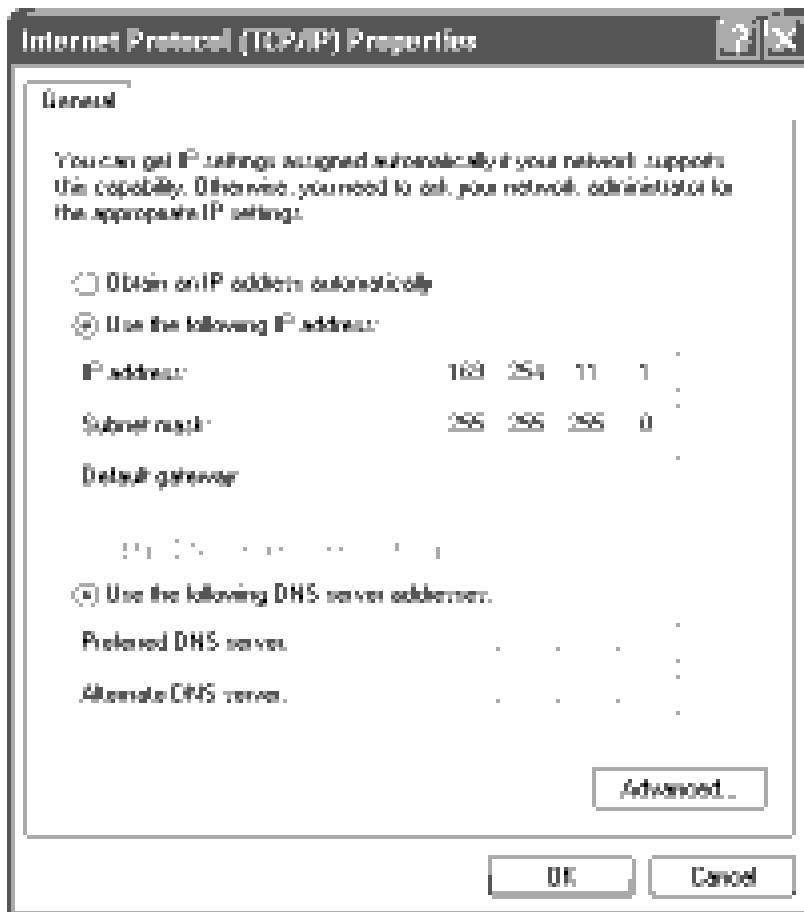 Internet Protocol (TCP/IP) Properties
General
You can get IP settings assigned automatically if your network supports
this capability. Otherwise, you need to ask your network administrator for
the appropriate IP settings.
Obtain an IP address automatically
Use the following IP address:
IP address: 169 254 11 1
Subnet mask: 255 255 255 0
Default gateway:
Use the following DNS server addresses:
Preferred DNS server:
Alternate DNS server:
Advanced...
OK Cancel